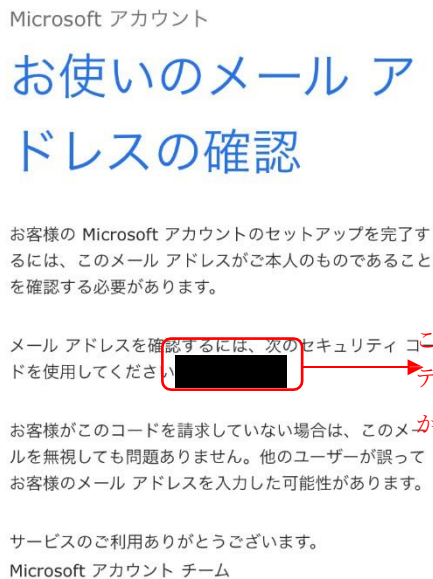 Microsoft アカウント
お使いのメール ア
ドレスの確認
お客様の Microsoft アカウントのセットアップを完了す
るには、このメール アドレスがご本人のものであること
を確認する必要があります。
メール アドレスを確認するには、次のセキュリティ コ
ドを使用してください
お客様がこのコードを請求していない場合は、このメー
ルを無視しても問題ありません。他のユーザーが誤って
お客様のメール アドレスを入力した可能性があります。
サービスのご利用ありがとうございます。
Microsoft アカウント チーム